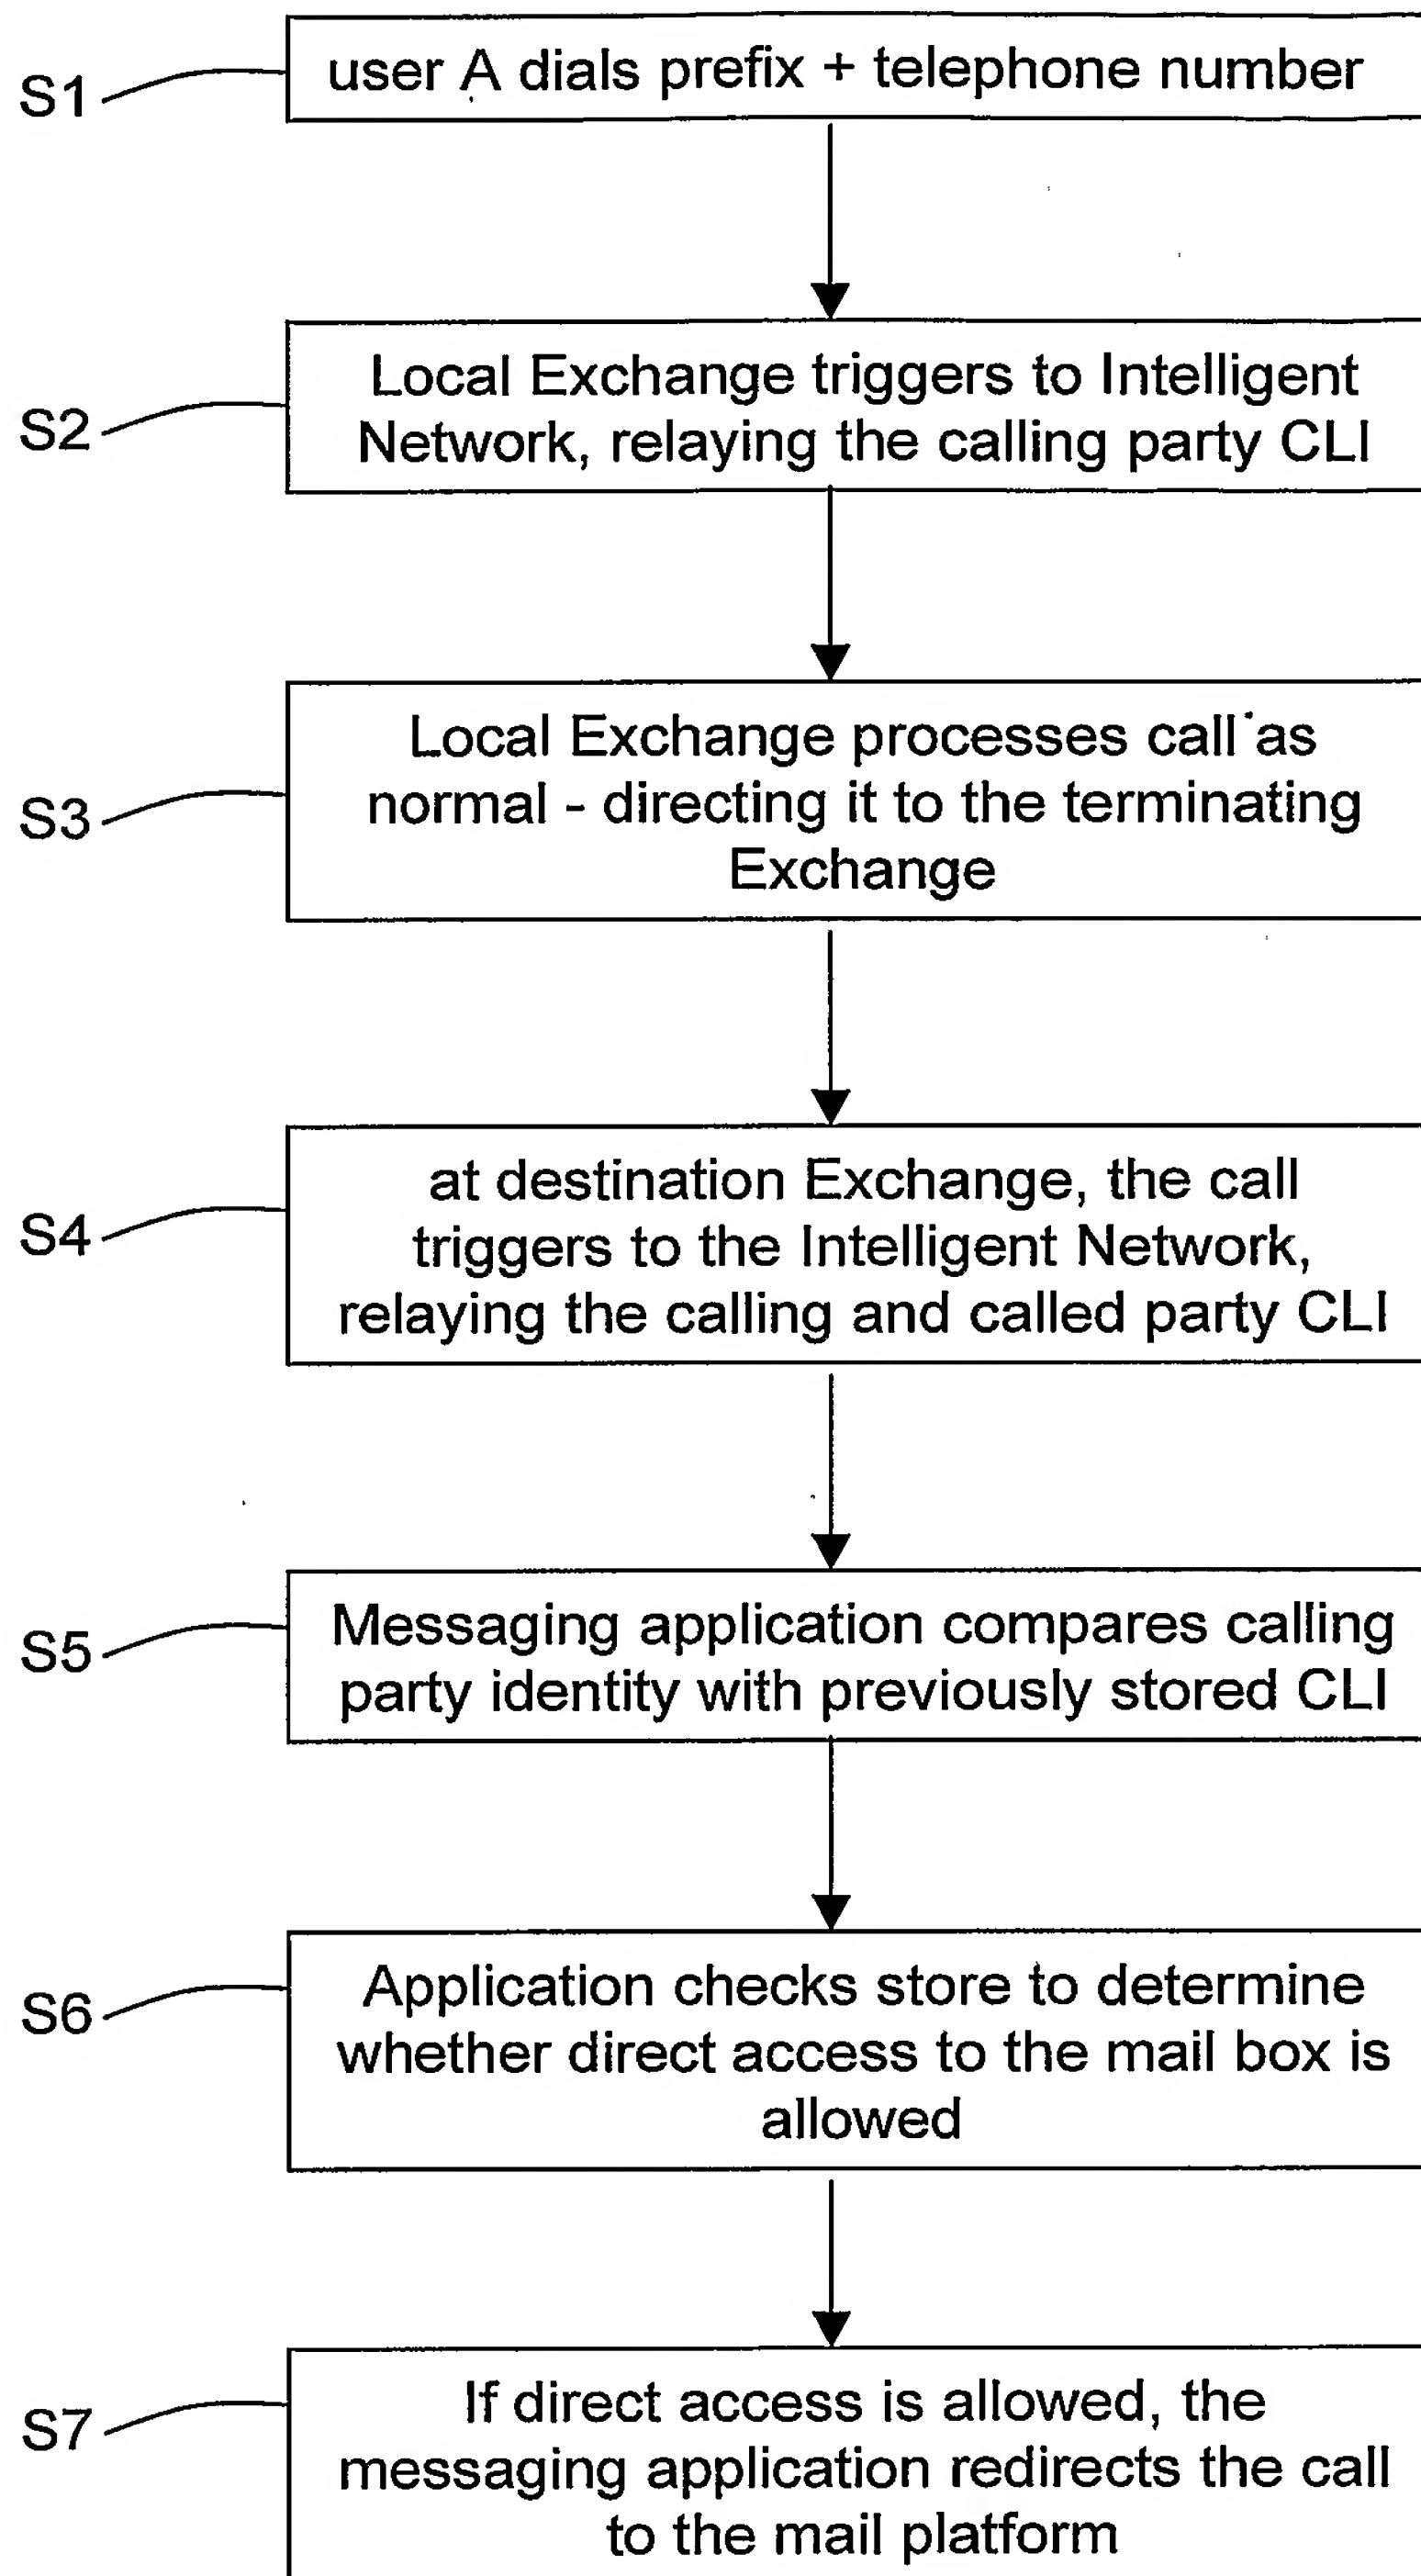 S1
user A dials prefix + telephone number
S2
Local Exchange triggers to Intelligent
Network, relaying the calling party CLI
S3
Local Exchange processes call as
normal - directing it to the terminating
Exchange
S4
at destination Exchange, the call
triggers to the Intelligent Network,
relaying the calling and called party CLI
S5
Messaging application compares calling
party identity with previously stored CLI
S6
Application checks store to determine
whether direct access to the mail box is
allowed
S7
If direct access is allowed, the
messaging application redirects the call
to the mail platform